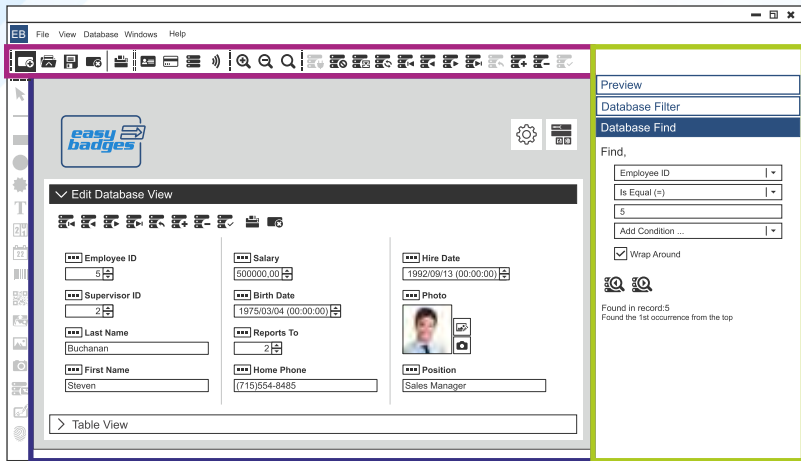 EB File View Database Windows Help
easy
badges
Edit Database View
Employee ID
5
Supervisor ID
2
Last Name
Buchanan
First Name
Steven
Salary
500000,00
Birth Date
1975/03/04 (00:00:00)
Reports To
2
Home Phone
(715)554-8485
Hire Date
1992/09/13 (00:00:00)
Photo
Position
Sales Manager
Table View
T
22
Preview
Database Filter
Database Find
Find,
Employee ID
Is Equal (=)
5
Add Condition ...
Wrap Around
Found in record:5
Found the 1st occurrence from the top